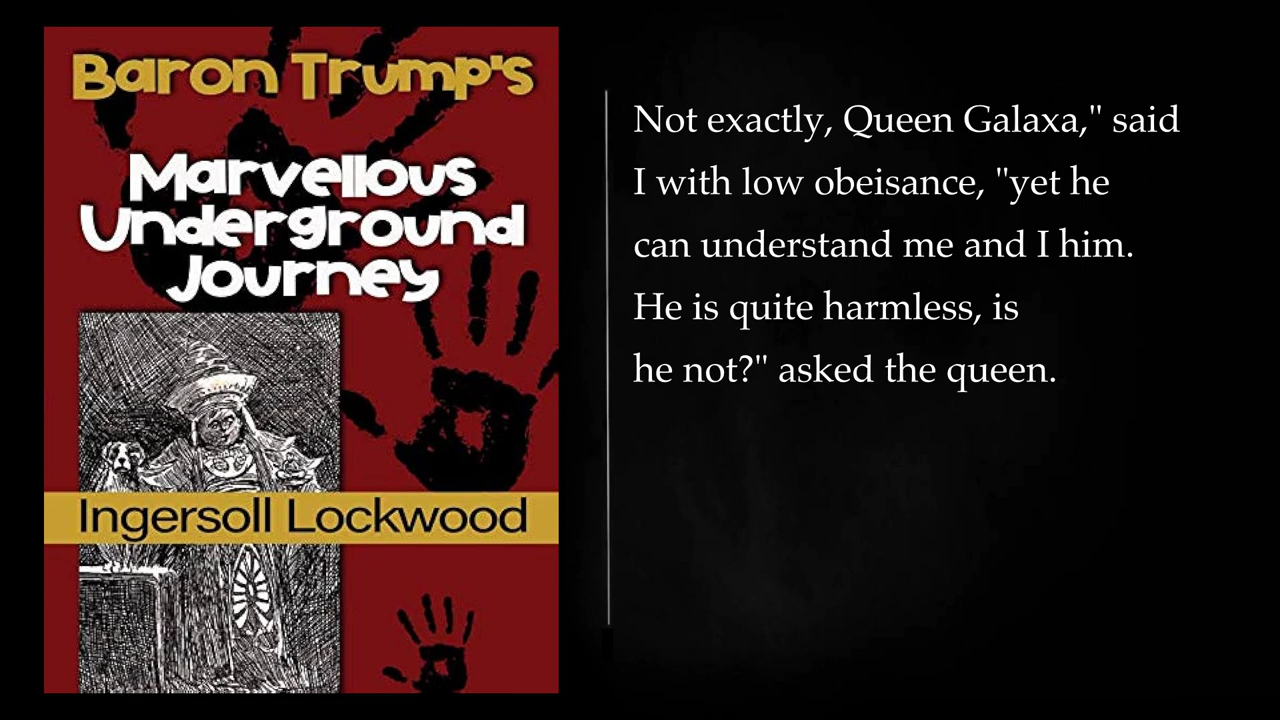 Baron Trump's
Marvellous
Underground
Journey
Ingersoll Lockwood
Not exactly, Queen Galaxa," said
I with low obeisance, "yet he
can understand me and I him.
He is quite harmless, is
he not?" asked the queen.